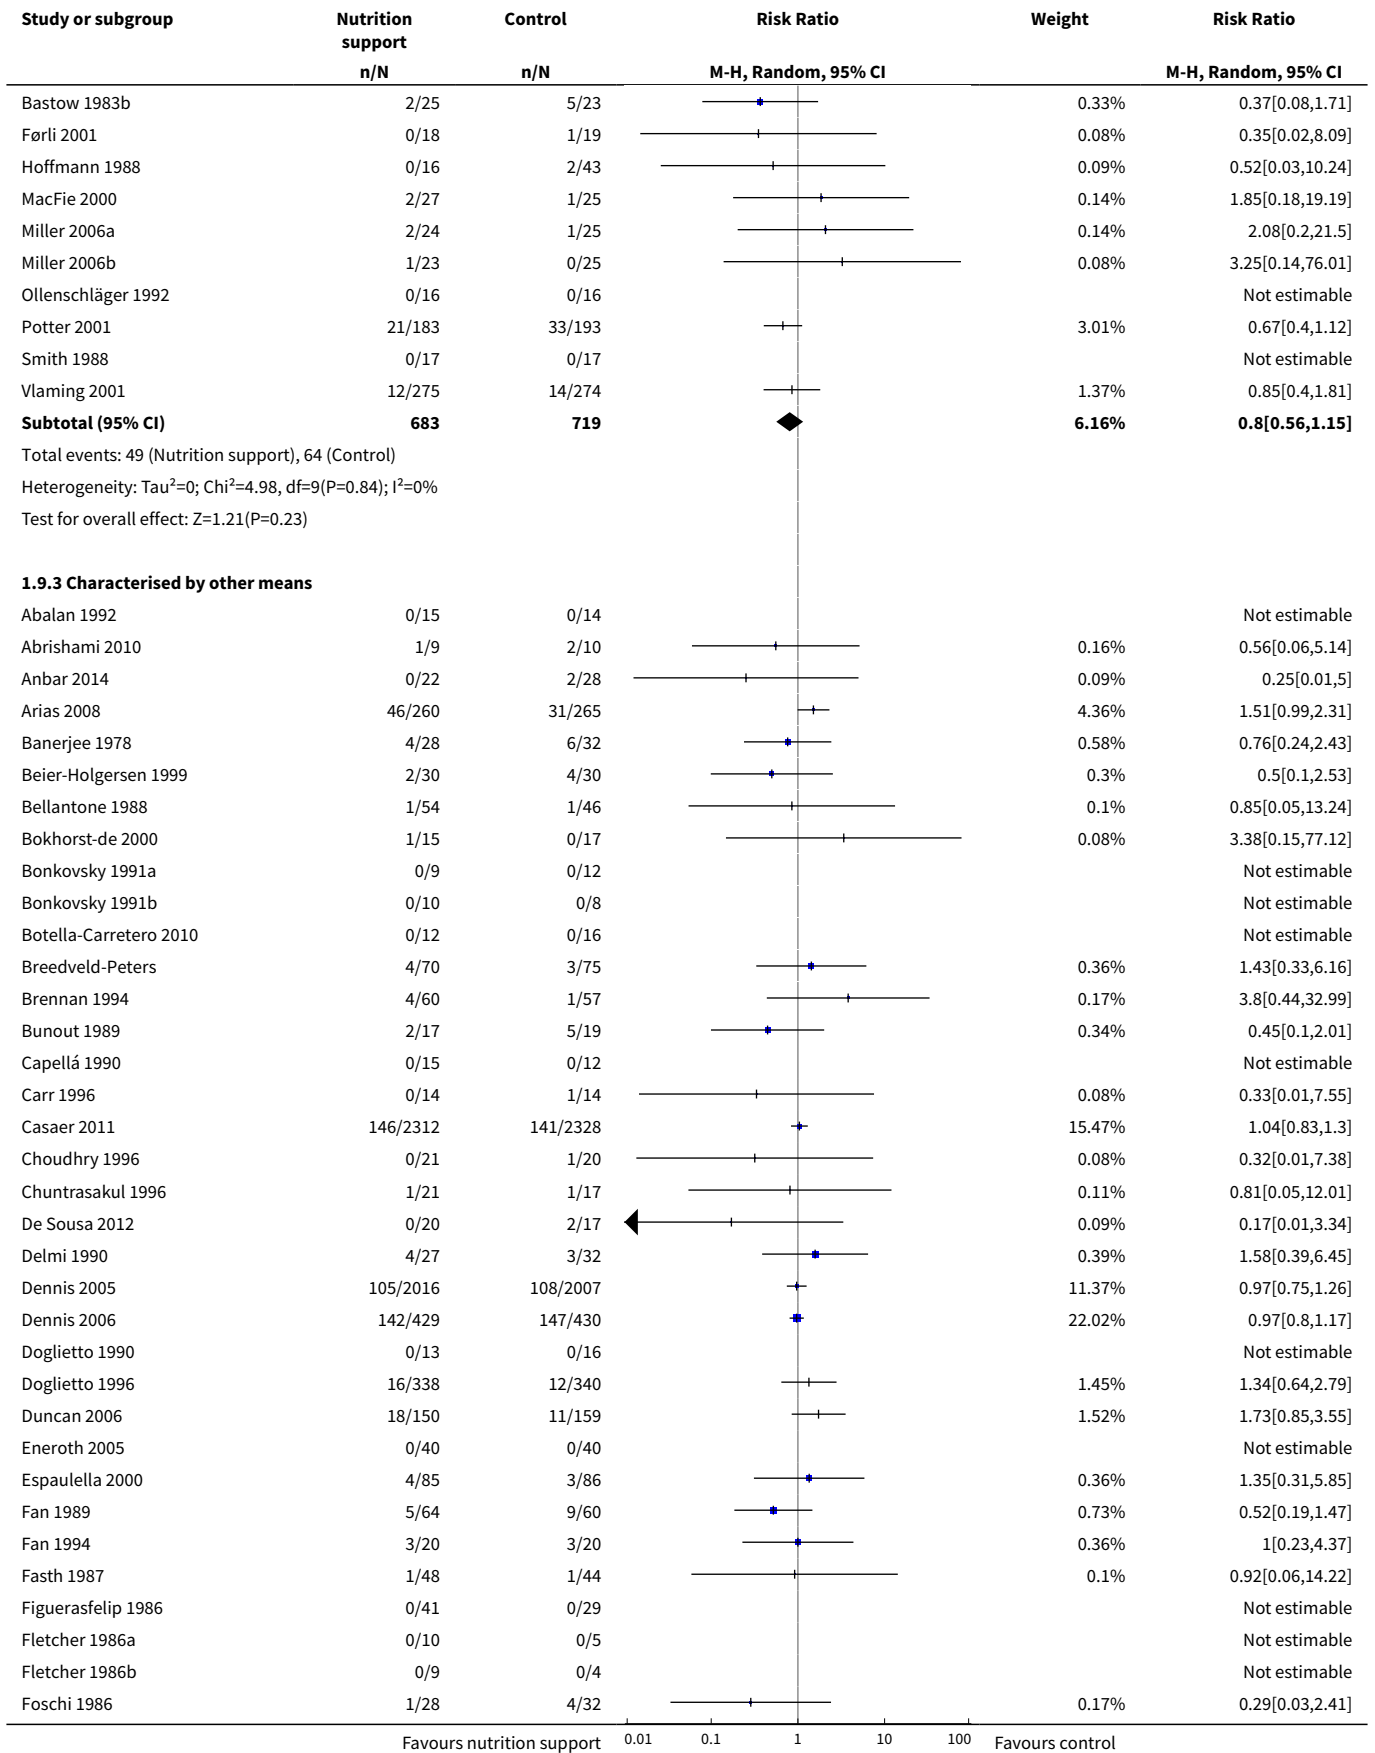 Study or subgroup Nutrition support Control Risk Ratio Weight Risk Ratio
n/N n/N M-H, Random, 95% CI M-H, Random, 95% CI
Bastow 1983b 2/25 5/23 0.33% 0.37[0.08,1.71]
Førli 2001 0/18 1/19 0.08% 0.35[0.02,8.09]
Hoffmann 1988 0/16 2/43 0.09% 0.52[0.03,10.24]
MacFie 2000 2/27 1/25 0.14% 1.85[0.18,19.19]
Miller 2006a 2/24 1/25 0.14% 2.08[0.2,21.5]
Miller 2006b 1/23 0/25 0.08% 3.25[0.14,76.01]
Ollenschläger 1992 0/16 0/16 Not estimable
Potter 2001 21/183 33/193 3.01% 0.67[0.4,1.12]
Smith 1988 0/17 0/17 Not estimable
Vlaming 2001 12/275 14/274 1.37% 0.85[0.4,1.81]
Subtotal (95% CI) 683 719 6.16% 0.8[0.56,1.15]
Total events: 49 (Nutrition support), 64 (Control)
Heterogeneity: Tau²=0; Chi²=4.98, df=9(P=0.84); I²=0%
Test for overall effect: Z=1.21(P=0.23)
1.9.3 Characterised by other means
Abalan 1992 0/15 0/14 Not estimable
Abrishami 2010 1/9 2/10 0.16% 0.56[0.06,5.14]
Anbar 2014 0/22 2/28 0.09% 0.25[0.01,5]
Arias 2008 46/260 31/265 4.36% 1.51[0.99,2.31]
Banerjee 1978 4/28 6/32 0.58% 0.76[0.24,2.43]
Beier-Holgersen 1999 2/30 4/30 0.3% 0.5[0.1,2.53]
Bellantone 1988 1/54 1/46 0.1% 0.85[0.05,13.24]
Bokhorst-de 2000 1/15 0/17 0.08% 3.38[0.15,77.12]
Bonkovsky 1991a 0/9 0/12 Not estimable
Bonkovsky 1991b 0/10 0/8 Not estimable
Botella-Carretero 2010 0/12 0/16 Not estimable
Breedveld-Peters 4/70 3/75 0.36% 1.43[0.33,6.16]
Brennan 1994 4/60 1/57 0.17% 3.8[0.44,32.99]
Bunout 1989 2/17 5/19 0.34% 0.45[0.1,2.01]
Capellá 1990 0/15 0/12 Not estimable
Carr 1996 0/14 1/14 0.08% 0.33[0.01,7.55]
Casaer 2011 146/2312 141/2328 15.47% 1.04[0.83,1.3]
Choudhry 1996 0/21 1/20 0.08% 0.32[0.01,7.38]
Chuntrasakul 1996 1/21 1/17 0.11% 0.81[0.05,12.01]
De Sousa 2012 0/20 2/17 0.09% 0.17[0.01,3.34]
Delmi 1990 4/27 3/32 0.39% 1.58[0.39,6.45]
Dennis 2005 105/2016 108/2007 11.37% 0.97[0.75,1.26]
Dennis 2006 142/429 147/430 22.02% 0.97[0.8,1.17]
Doglietto 1990 0/13 0/16 Not estimable
Doglietto 1996 16/338 12/340 1.45% 1.34[0.64,2.79]
Duncan 2006 18/150 11/159 1.52% 1.73[0.85,3.55]
Eneroth 2005 0/40 0/40 Not estimable
Espaulella 2000 4/85 3/86 0.36% 1.35[0.31,5.85]
Fan 1989 5/64 9/60 0.73% 0.52[0.19,1.47]
Fan 1994 3/20 3/20 0.36% 1[0.23,4.37]
Fasth 1987 1/48 1/44 0.1% 0.92[0.06,14.22]
Figuerasfelip 1986 0/41 0/29 Not estimable
Fletcher 1986a 0/10 0/5 Not estimable
Fletcher 1986b 0/9 0/4 Not estimable
Foschi 1986 1/28 4/32 0.17% 0.29[0.03,2.41]
Favours nutrition support 0.01 0.1 1 10 100 Favours control